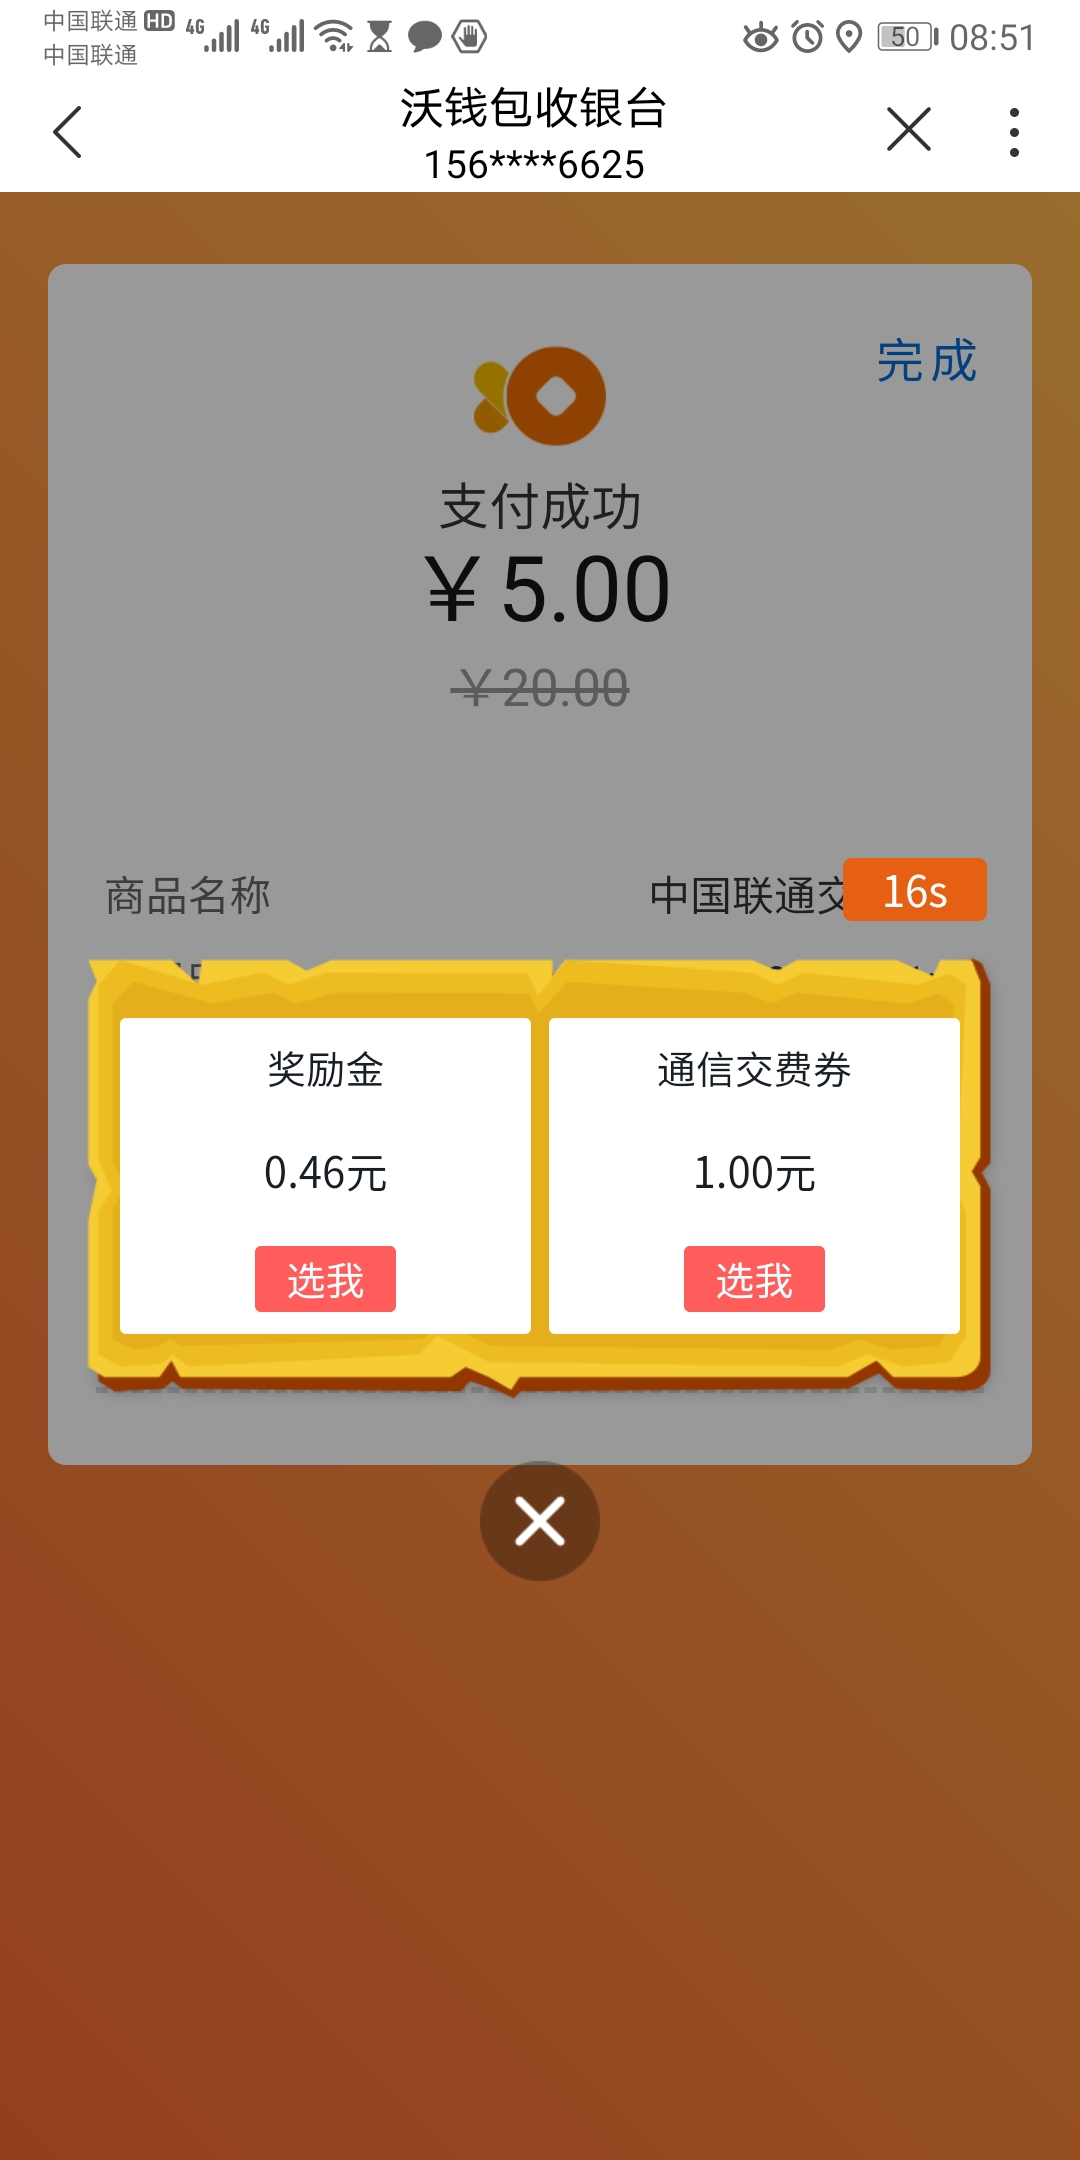 中国联通 HD 4G 4G 50 08:51
中国联通
沃钱包收银台
156****6625
完成
支付成功
￥5.00
￥20.00
商品名称 中国联通交
16s
奖励金 通信交费券
0.46元 1.00元
选我 选我